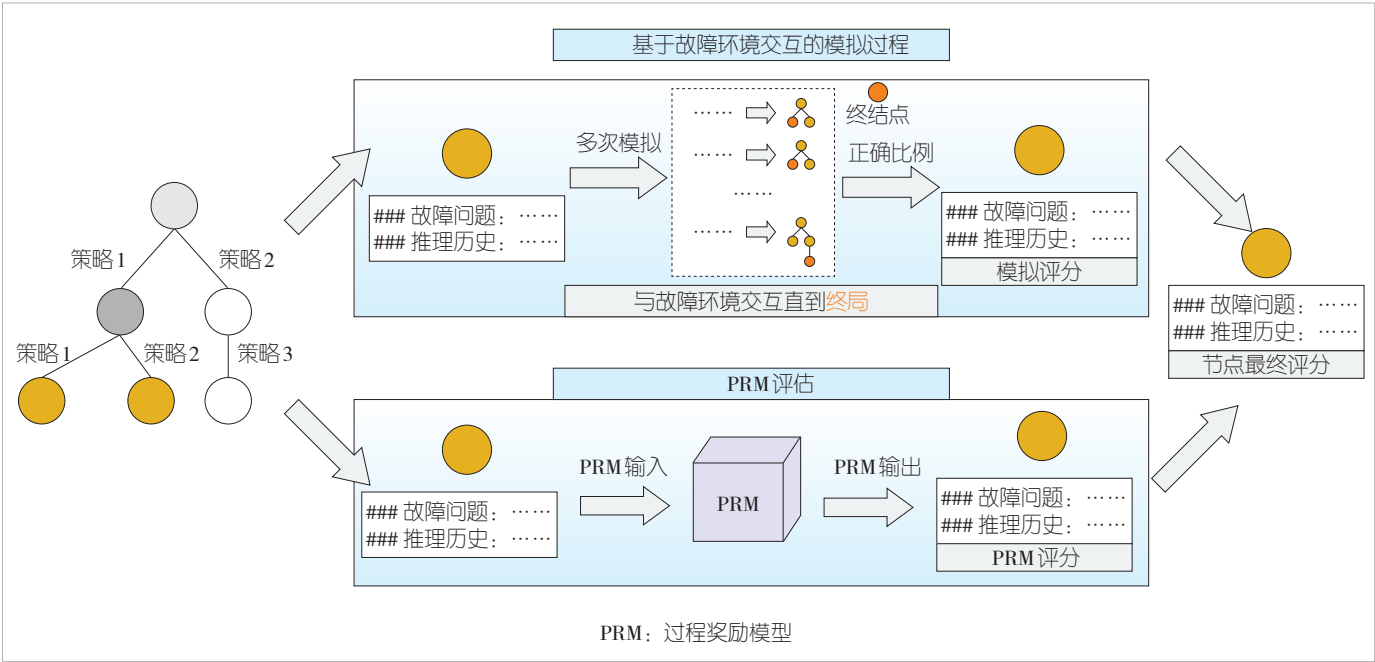 基于故障环境交互的模拟过程
策略1
策略2
策略1
策略2
策略3
### 故障问题：……
### 推理历史：……
多次模拟
……
……
……
……
终结点
正确比例
与故障环境交互直到终局
### 故障问题：……
### 推理历史：……
模拟评分
PRM 评估
### 故障问题：……
### 推理历史：……
PRM 输入
PRM
PRM 输出
### 故障问题：……
### 推理历史：……
PRM 评分
### 故障问题：……
### 推理历史：……
节点最终评分
PRM：过程奖励模型